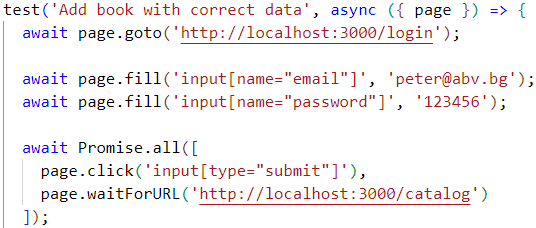 test('Add book with correct data', async ({ page }) => {
await page.goto('http://localhost:3000/login');
await page.fill('input[name="email"]', 'peter@abv.bg');
await page.fill('input[name="password"]', '123456');
await Promise.all([
page.click('input[type="submit"]'),
page.waitForURL('http://localhost:3000/catalog')
]);